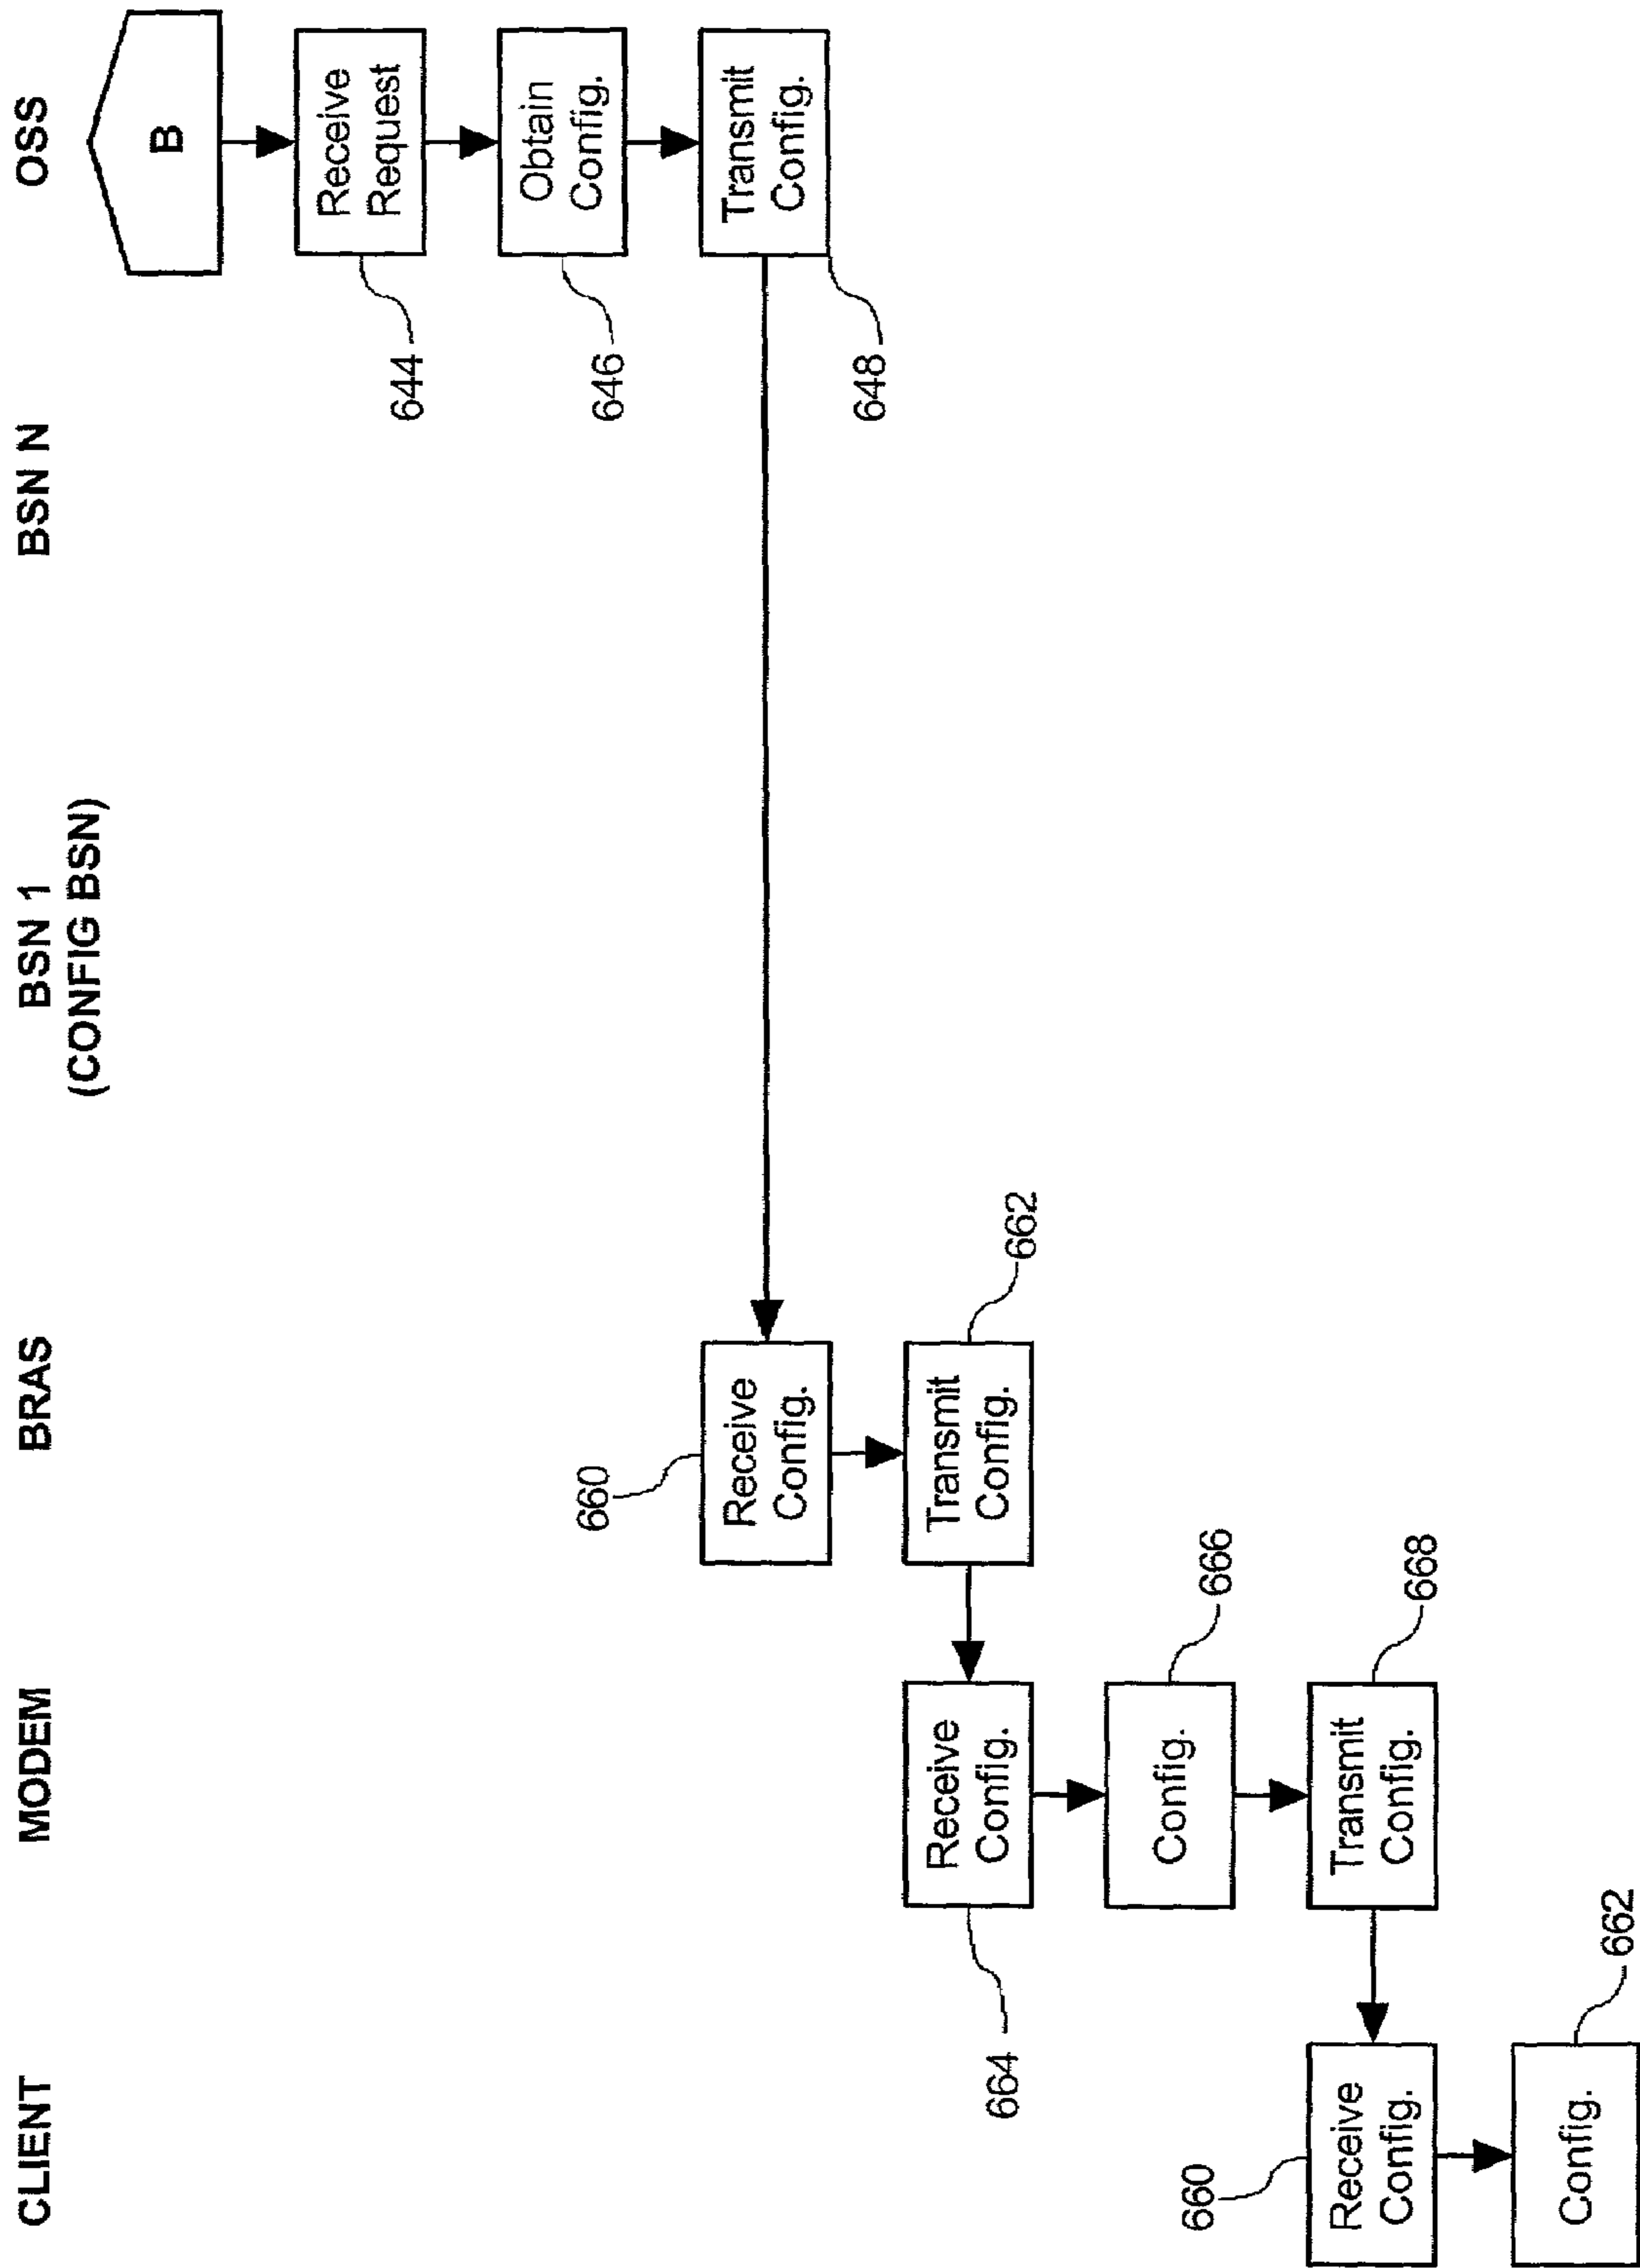 CLIENT
MODEM
BRAS
BSN 1
(CONFIG BSN)
BSN N
OSS
B
Receive
Request
644
Obtain
Config.
646
660
Receive
Config.
Transmit
Config.
648
664
Receive
Config.
Transmit
Config.
662
Config.
666
660
Receive
Config.
Transmit
Config.
668
Config.
662